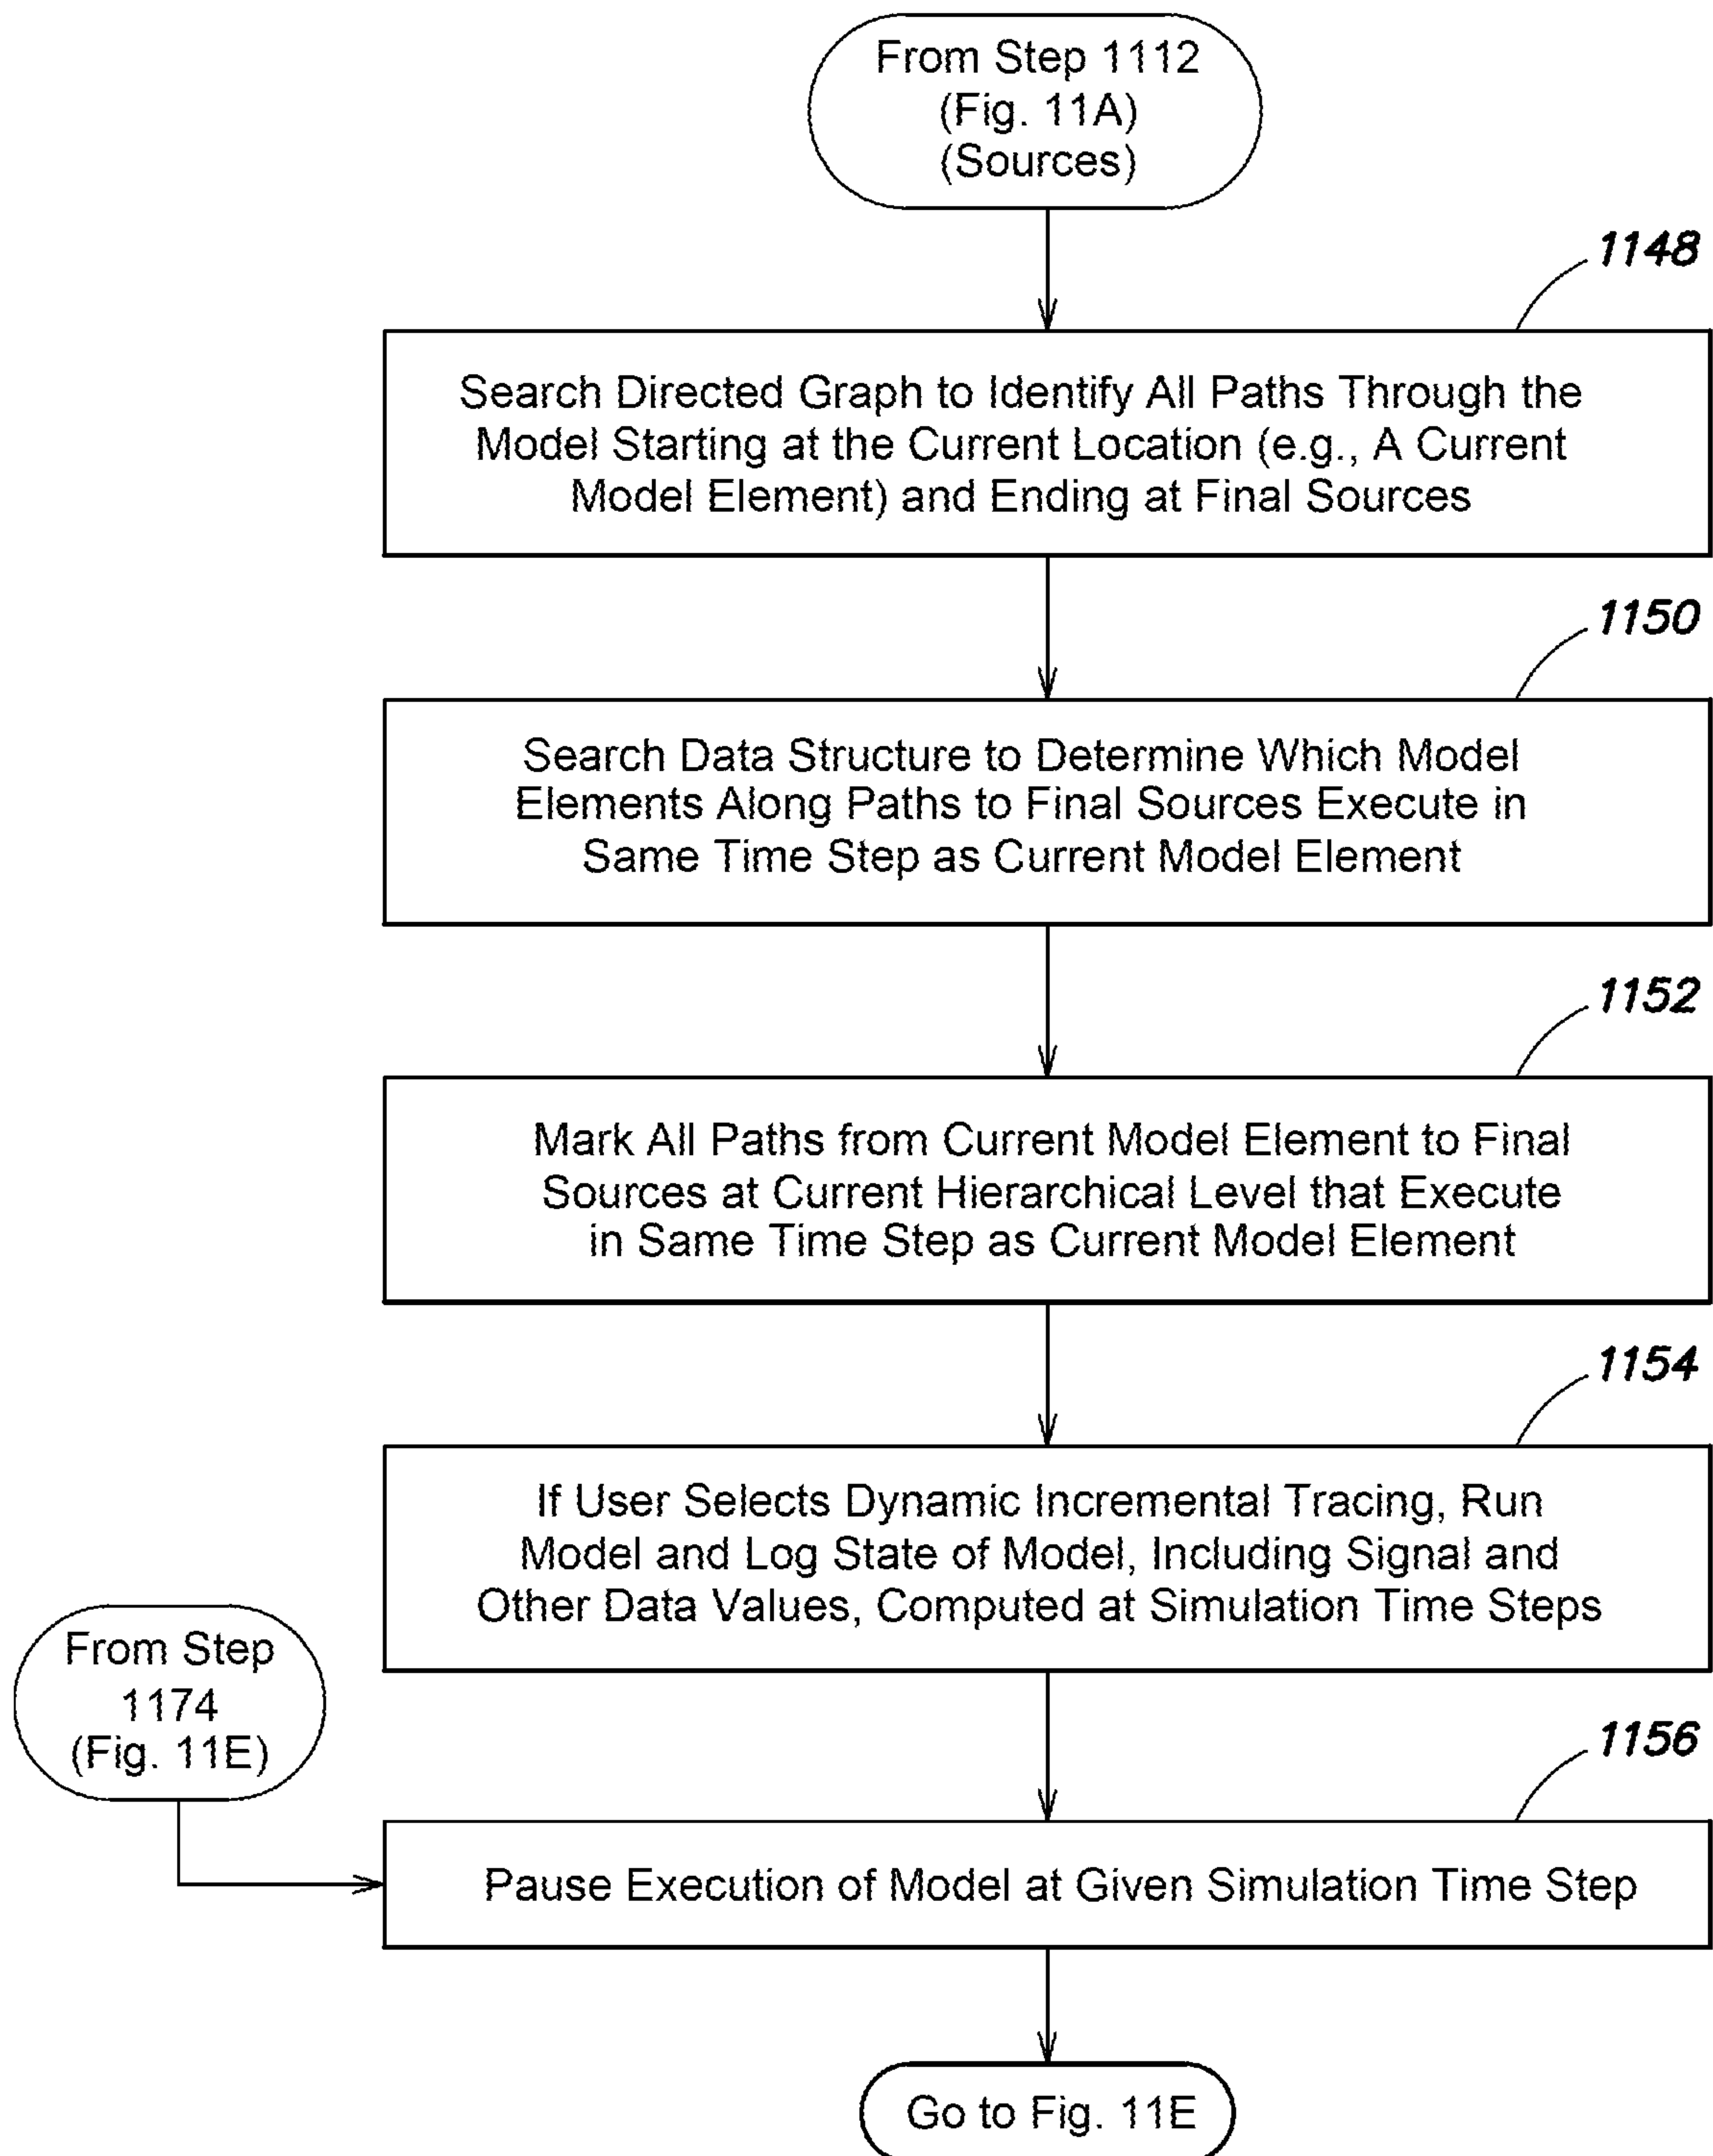 From Step 1112
(Fig. 11A)
(Sources)
1148
Search Directed Graph to Identify All Paths Through the
Model Starting at the Current Location (e.g., A Current
Model Element) and Ending at Final Sources
1150
Search Data Structure to Determine Which Model
Elements Along Paths to Final Sources Execute in
Same Time Step as Current Model Element
1152
Mark All Paths from Current Model Element to Final
Sources at Current Hierarchical Level that Execute
in Same Time Step as Current Model Element
1154
If User Selects Dynamic Incremental Tracing, Run
Model and Log State of Model, Including Signal and
Other Data Values, Computed at Simulation Time Steps
From Step
1174
(Fig. 11E)
1156
Pause Execution of Model at Given Simulation Time Step
Go to Fig. 11E